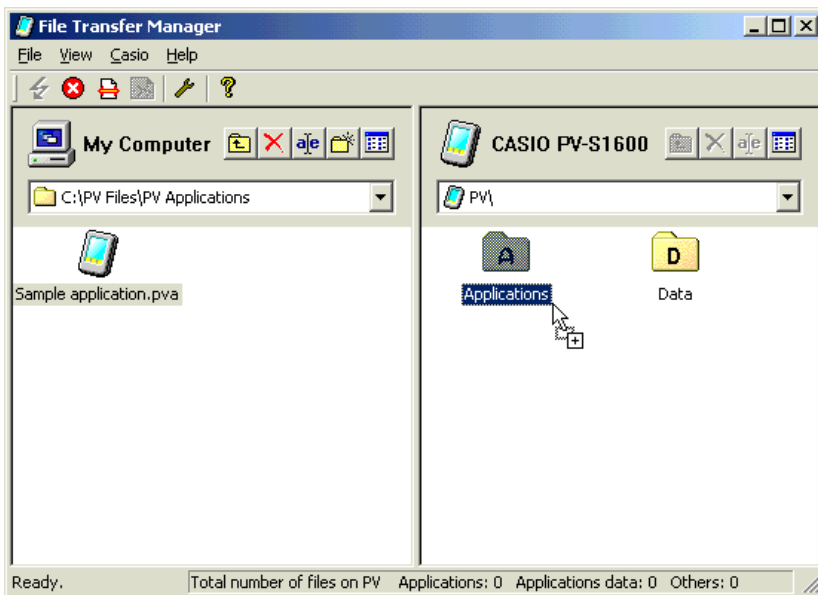 File Transfer Manager
File View Casio Help
My Computer
a|e
C:\PV Files\PV Applications
Sample application.pva
CASIO PV-S1600
a|e
PV\
A
Applications
D
Data
Ready.
Total number of files on PV Applications: 0 Applications data: 0 Others: 0